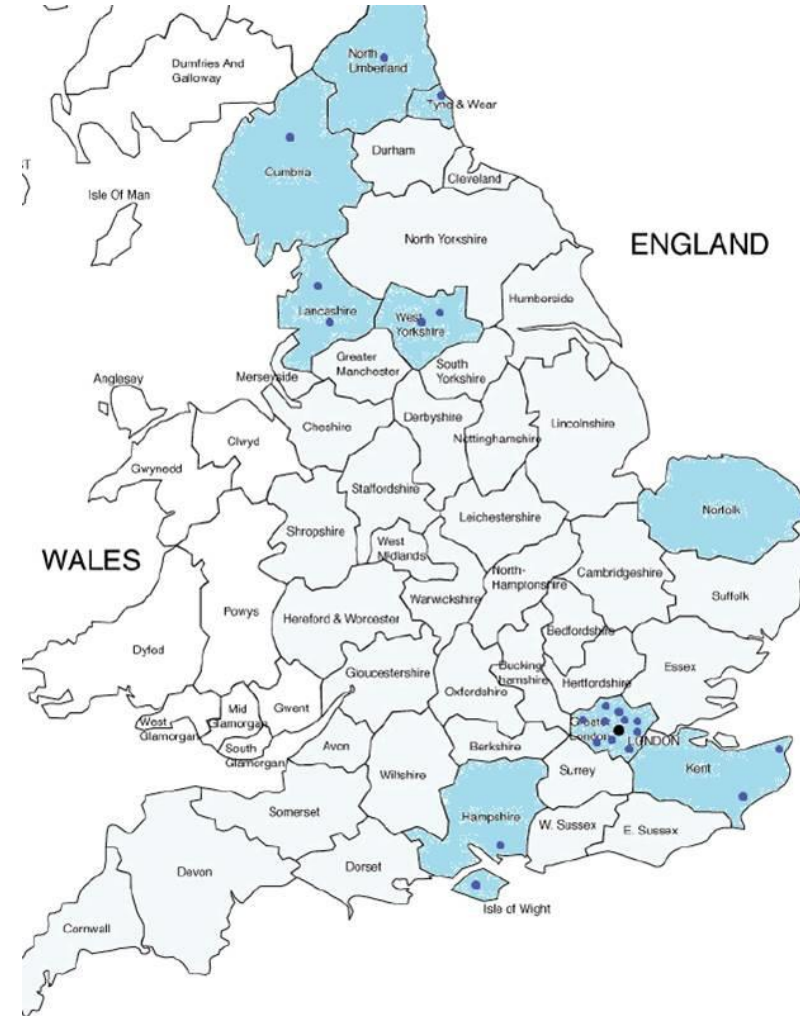 Dumfries And
Galloway
North
Umberland
Tyne & Wear
Durham
Cumbria
Cleveland
Isle Of Man
North Yorkshire
ENGLAND
Humberside
Lancashire
West
Yorkshire
Greater
Manchester
South
Yorkshire
Merseyside
Anglesey
Derbyshire
Cheshire
Nottinghamshire
Lincolnshire
Clwyd
Gwynedd
Staffordshire
Norfolk
Leichestershire
Shropshire
West
Midlands
WALES
North-
Hamptonshire
Cambridgeshire
Suffolk
Warwickshire
Powys
Hereford & Worcester
Bedfordshire
Dyfed
Essex
Bucking
hamshire
Gloucestershire
Hertfordshire
Oxfordshire
Mid
Glamorgan
Gwent
West
Glamorgan
Greater
London
LONDON
South
Glamorgan
Avon
Berkshire
Kent
Surrey
Wiltshire
Somerset
Hampshire
W. Sussex
E. Sussex
Dorset
Devon
Isle of Wight
Cornwall